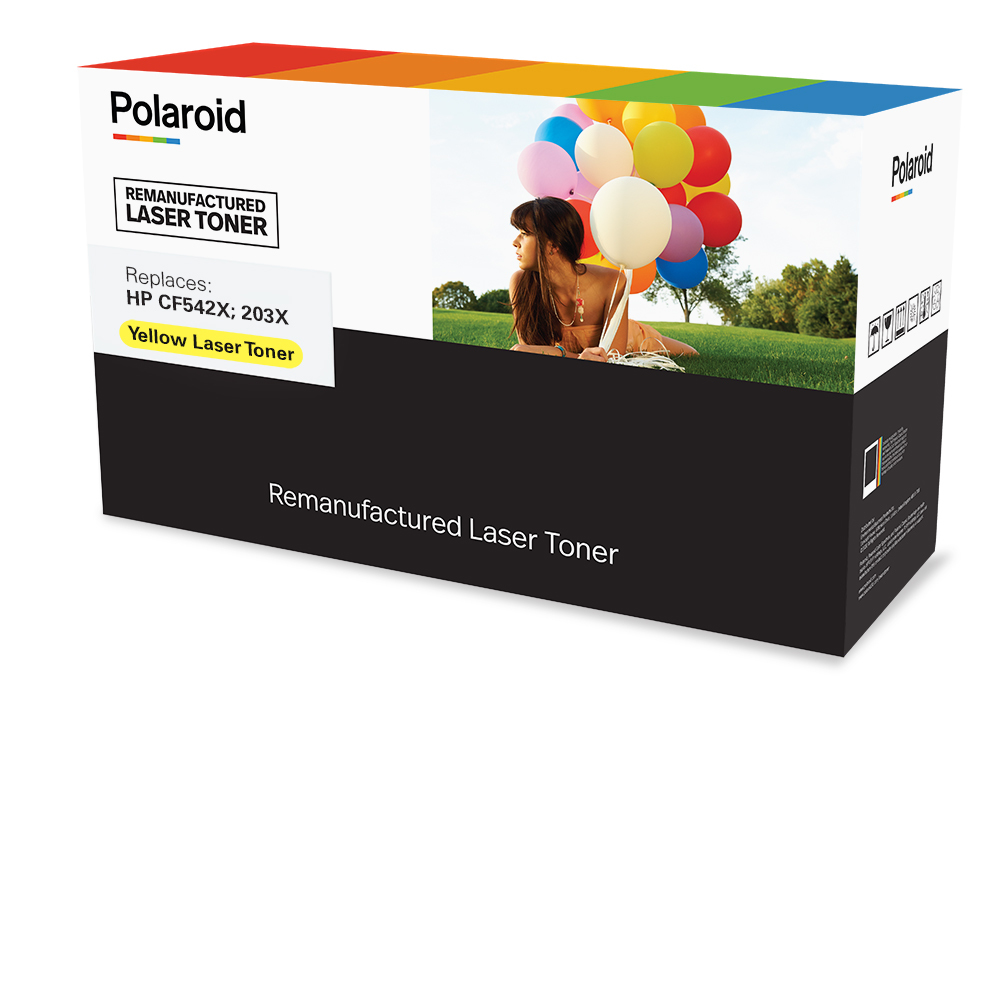 Polaroid
REMANUFACTURED
LASER TONER
Replaces:
HP CF542X; 203X
Yellow Laser Toner
Remanufactured Laser Toner
Polaroid